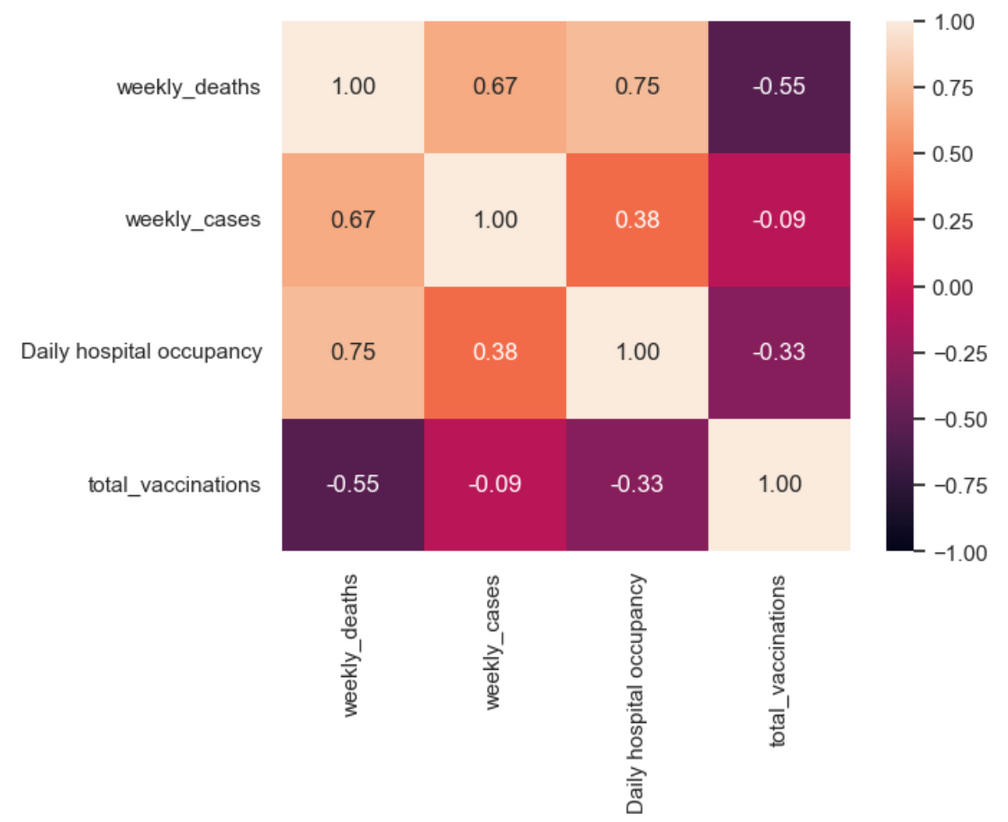 weekly_deaths 1.00 0.67 0.75 -0.55
weekly_cases 0.67 1.00 0.38 -0.09
Daily hospital occupancy 0.75 0.38 1.00 -0.33
total_vaccinations -0.55 -0.09 -0.33 1.00
weekly_deaths
weekly_cases
Daily hospital occupancy
total_vaccinations
1.00
0.75
0.50
0.25
0.00
−0.25
−0.50
−0.75
−1.00